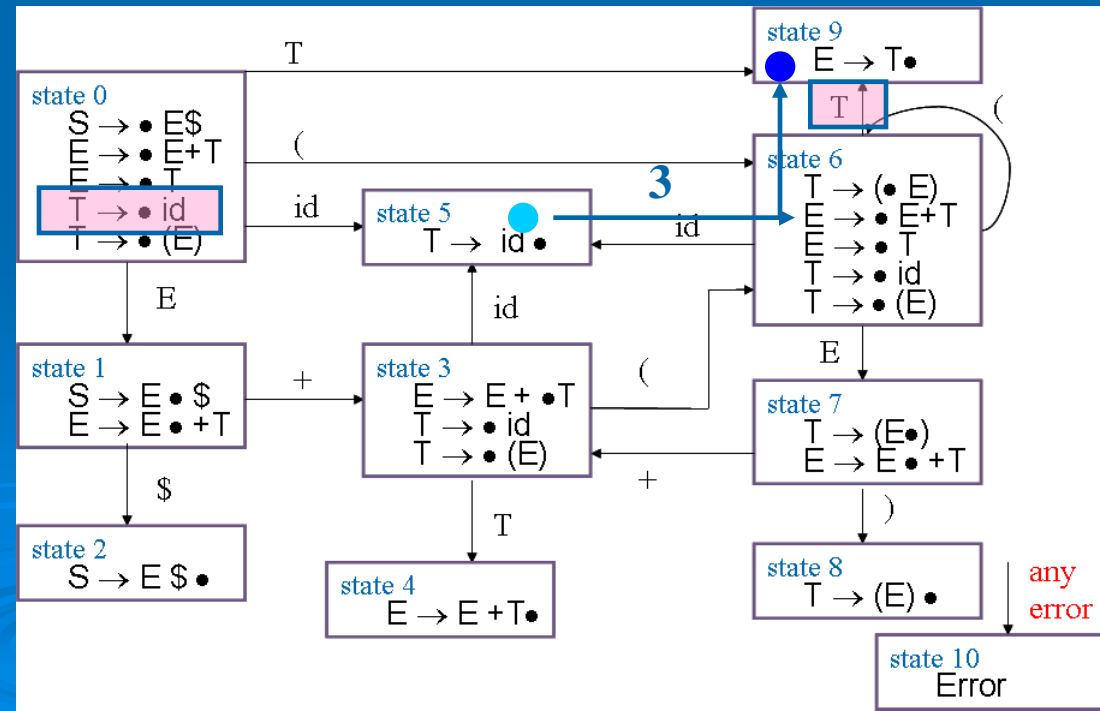 state 9
E → T●
T
state 0
S → ● E$
E → ● E+T
E → ● T
T → ● id
T → ● (E)
(
T
(
state 6
T → (● E)
E → ● E+T
E → ● T
T → ● id
T → ● (E)
3
id
state 5
T → id ●
id
E
id
E
state 1
S → E ● $
E → E ● +T
+
state 3
E → E + ●T
T → ● id
T → ● (E)
(
state 7
T → (E●)
E → E ● +T
+
$
T
)
state 2
S → E $ ●
state 4
E → E +T●
state 8
T → (E) ●
any
error
state 10
Error